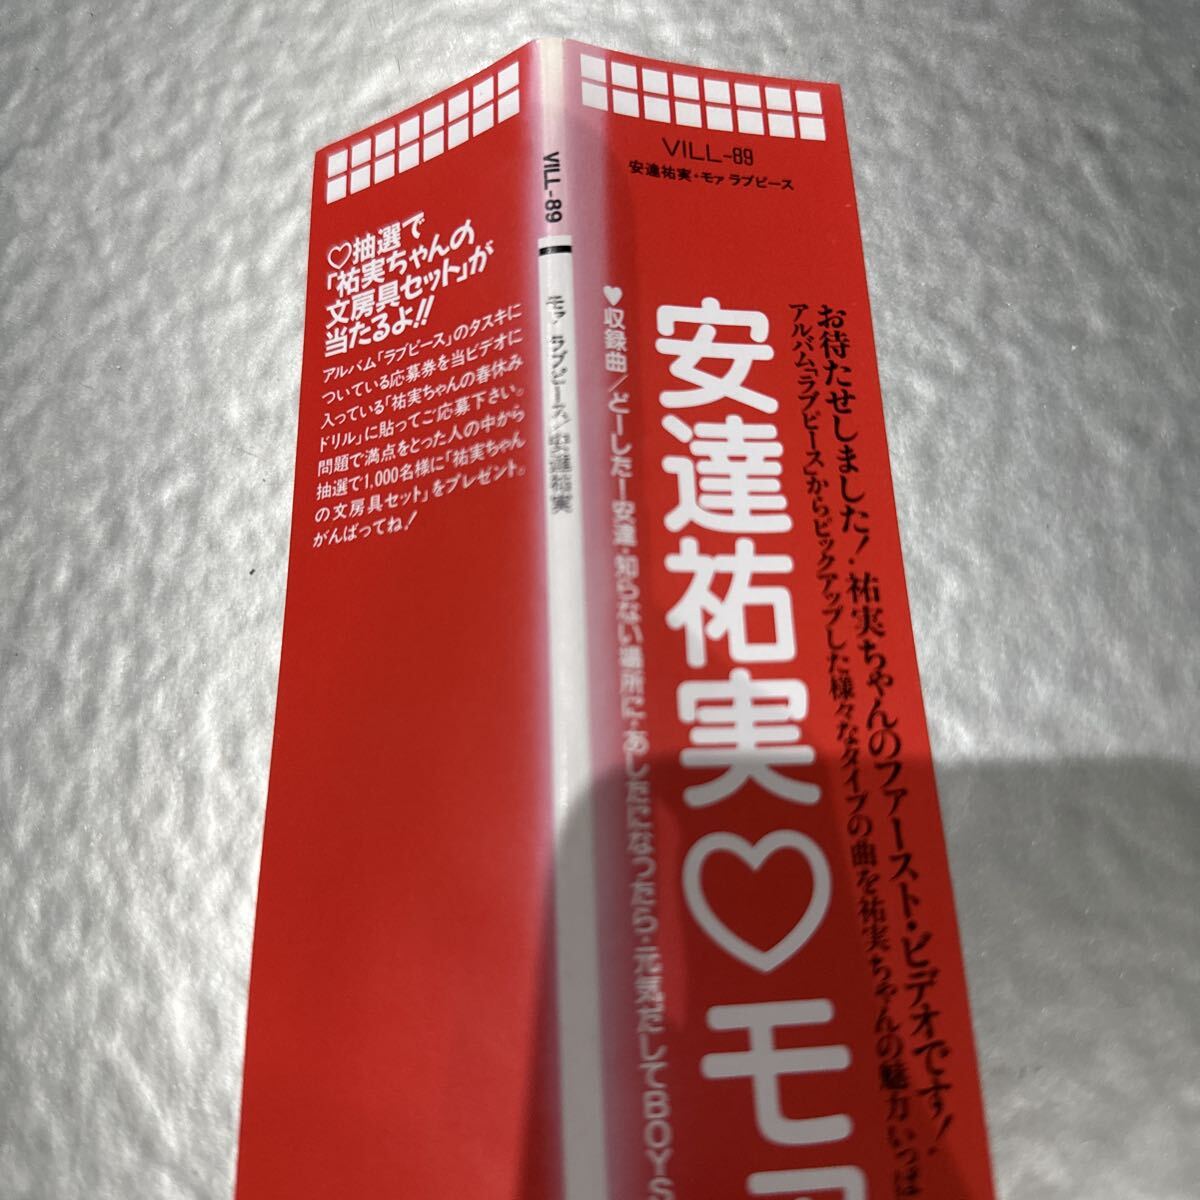 VILL-89
安達祐実・モァ ラブピース
お待たせしました!祐実ちゃんのファースト・ビデオです!
アルバム「ラブピース」からピックアップした様々なタイプの曲を祐実ちゃんの魅力いっぱ
安達祐実♡モァ
♥収録曲/どーした!安達・知らない場所に・あしたになったら・元気だしてBOYS
VILL-89
モァ ラブピース/安達祐実
♡抽選で
「祐実ちゃんの
文房具セット」が
当たるよ!!
アルバム「ラブピース」のタスキに
ついている応募券を当ビデオに
入っている「祐実ちゃんの春休み
ドリル」に貼ってご応募下さい。
問題で満点をとった人の中から
抽選で1,000名様に「祐実ちゃん
の文房具セット」をプレゼント。
がんばってね!